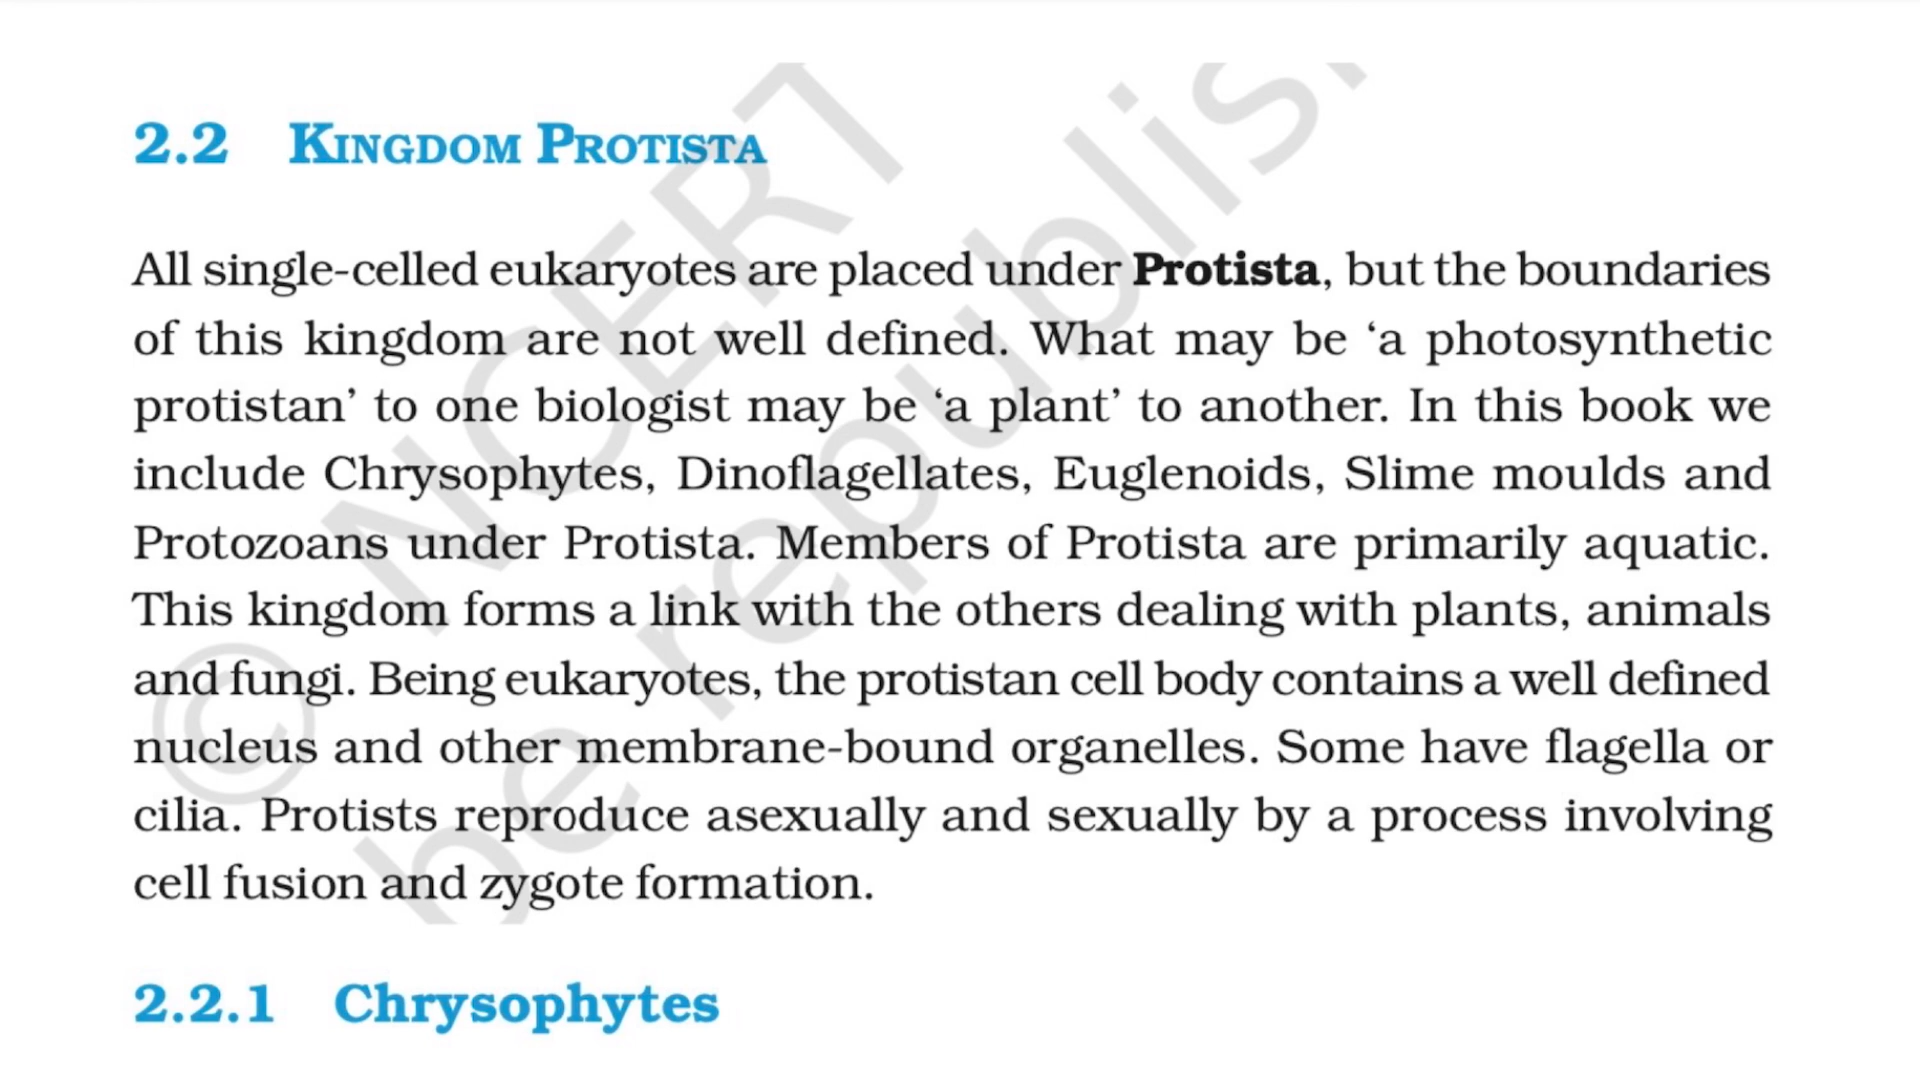 2.2 KINGDOM PROTISTA
All single-celled eukaryotes are placed under Protista, but the boundaries
of this kingdom are not well defined. What may be ‘a photosynthetic
protistan’ to one biologist may be ‘a plant’ to another. In this book we
include Chrysophytes, Dinoflagellates, Euglenoids, Slime moulds and
Protozoans under Protista. Members of Protista are primarily aquatic.
This kingdom forms a link with the others dealing with plants, animals
and fungi. Being eukaryotes, the protistan cell body contains a well defined
nucleus and other membrane-bound organelles. Some have flagella or
cilia. Protists reproduce asexually and sexually by a process involving
cell fusion and zygote formation.
2.2.1 Chrysophytes
© NCERT
be republis